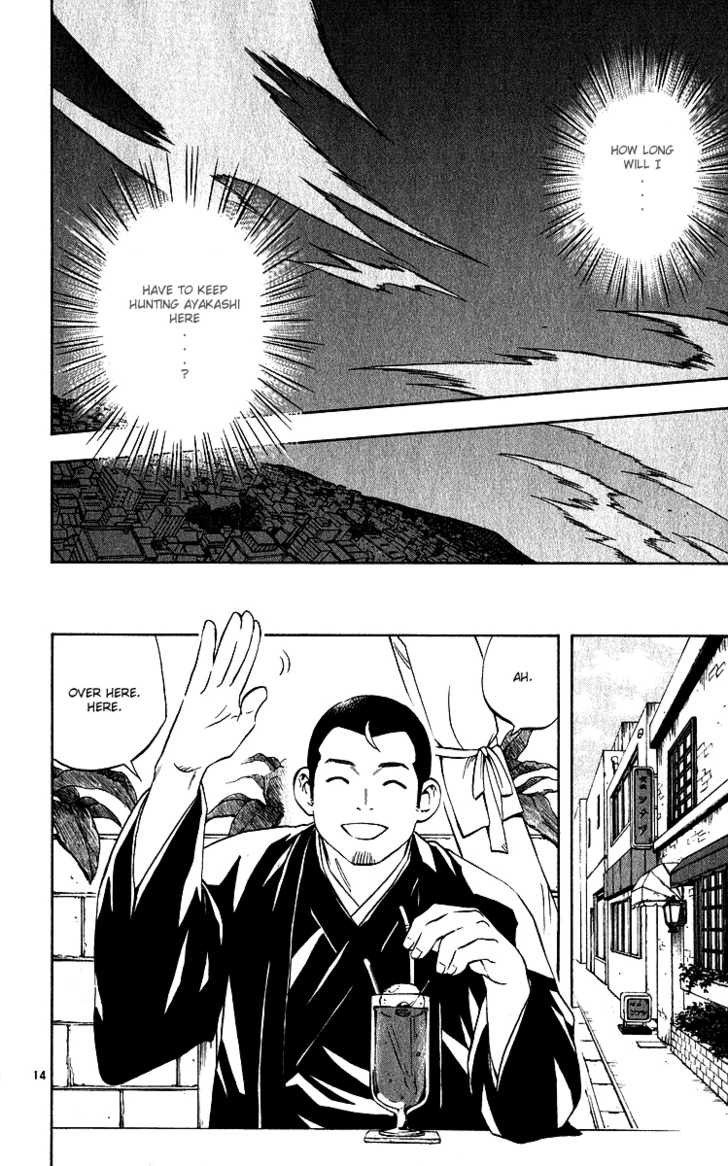 HOW LONG
WILL I
.
.
.
HAVE TO KEEP
HUNTING AYAKASHI
HERE
.
.
.
?
AH.
OVER HERE.
HERE.
14